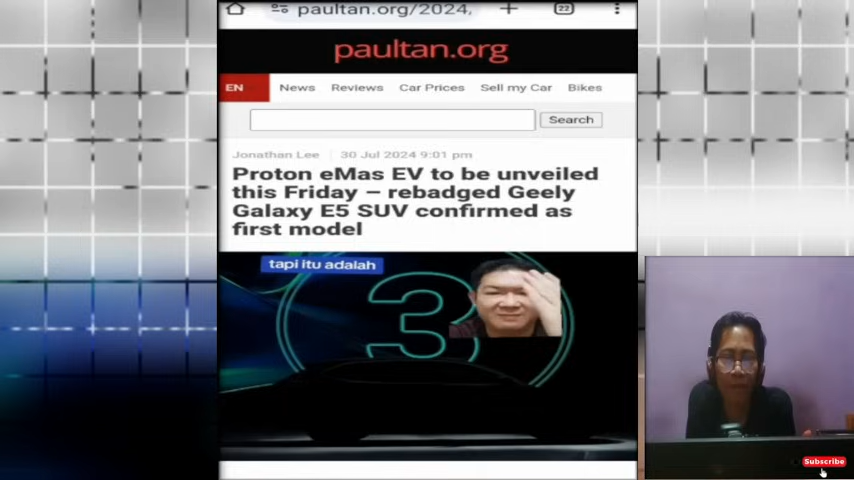 paultan.org/2024,
22
paultan.org
EN News Reviews Car Prices Sell my Car Bikes
Search
Jonathan Lee 30 Jul 2024 9:01 pm
Proton eMas EV to be unveiled
this Friday – rebadged Geely
Galaxy E5 SUV confirmed as
first model
tapi itu adalah
3
Subscribe